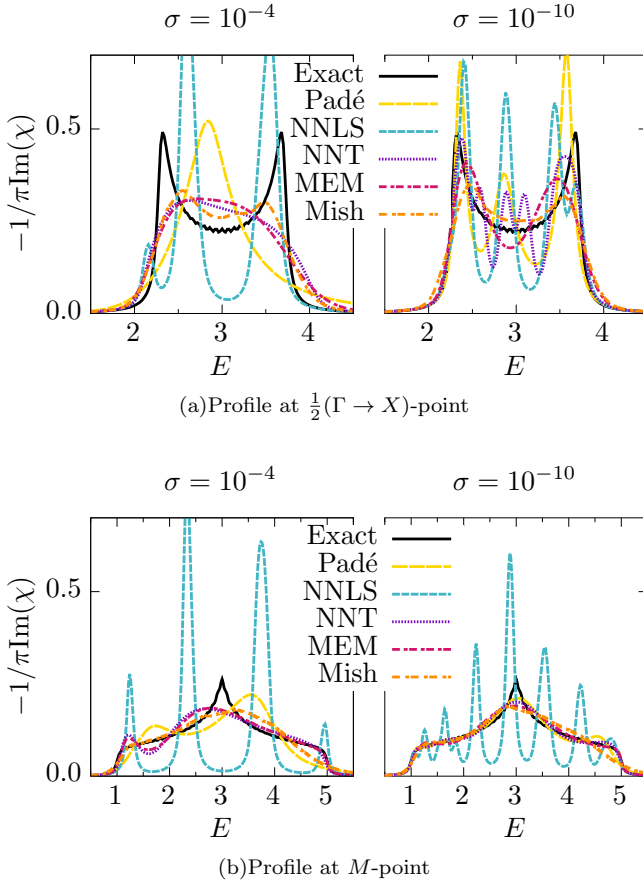 σ = 10⁻⁴ σ = 10⁻¹⁰
Exact
Padé
NNLS
NNT
MEM
Mish
−1/πIm(χ)
0.5
0.0
2 3 4 2 3 4
E E
(a)Profile at ½(Γ → X)-point
σ = 10⁻⁴ σ = 10⁻¹⁰
Exact
Padé
NNLS
NNT
MEM
Mish
−1/πIm(χ)
0.5
0.0
1 2 3 4 5 1 2 3 4 5
E E
(b)Profile at M-point